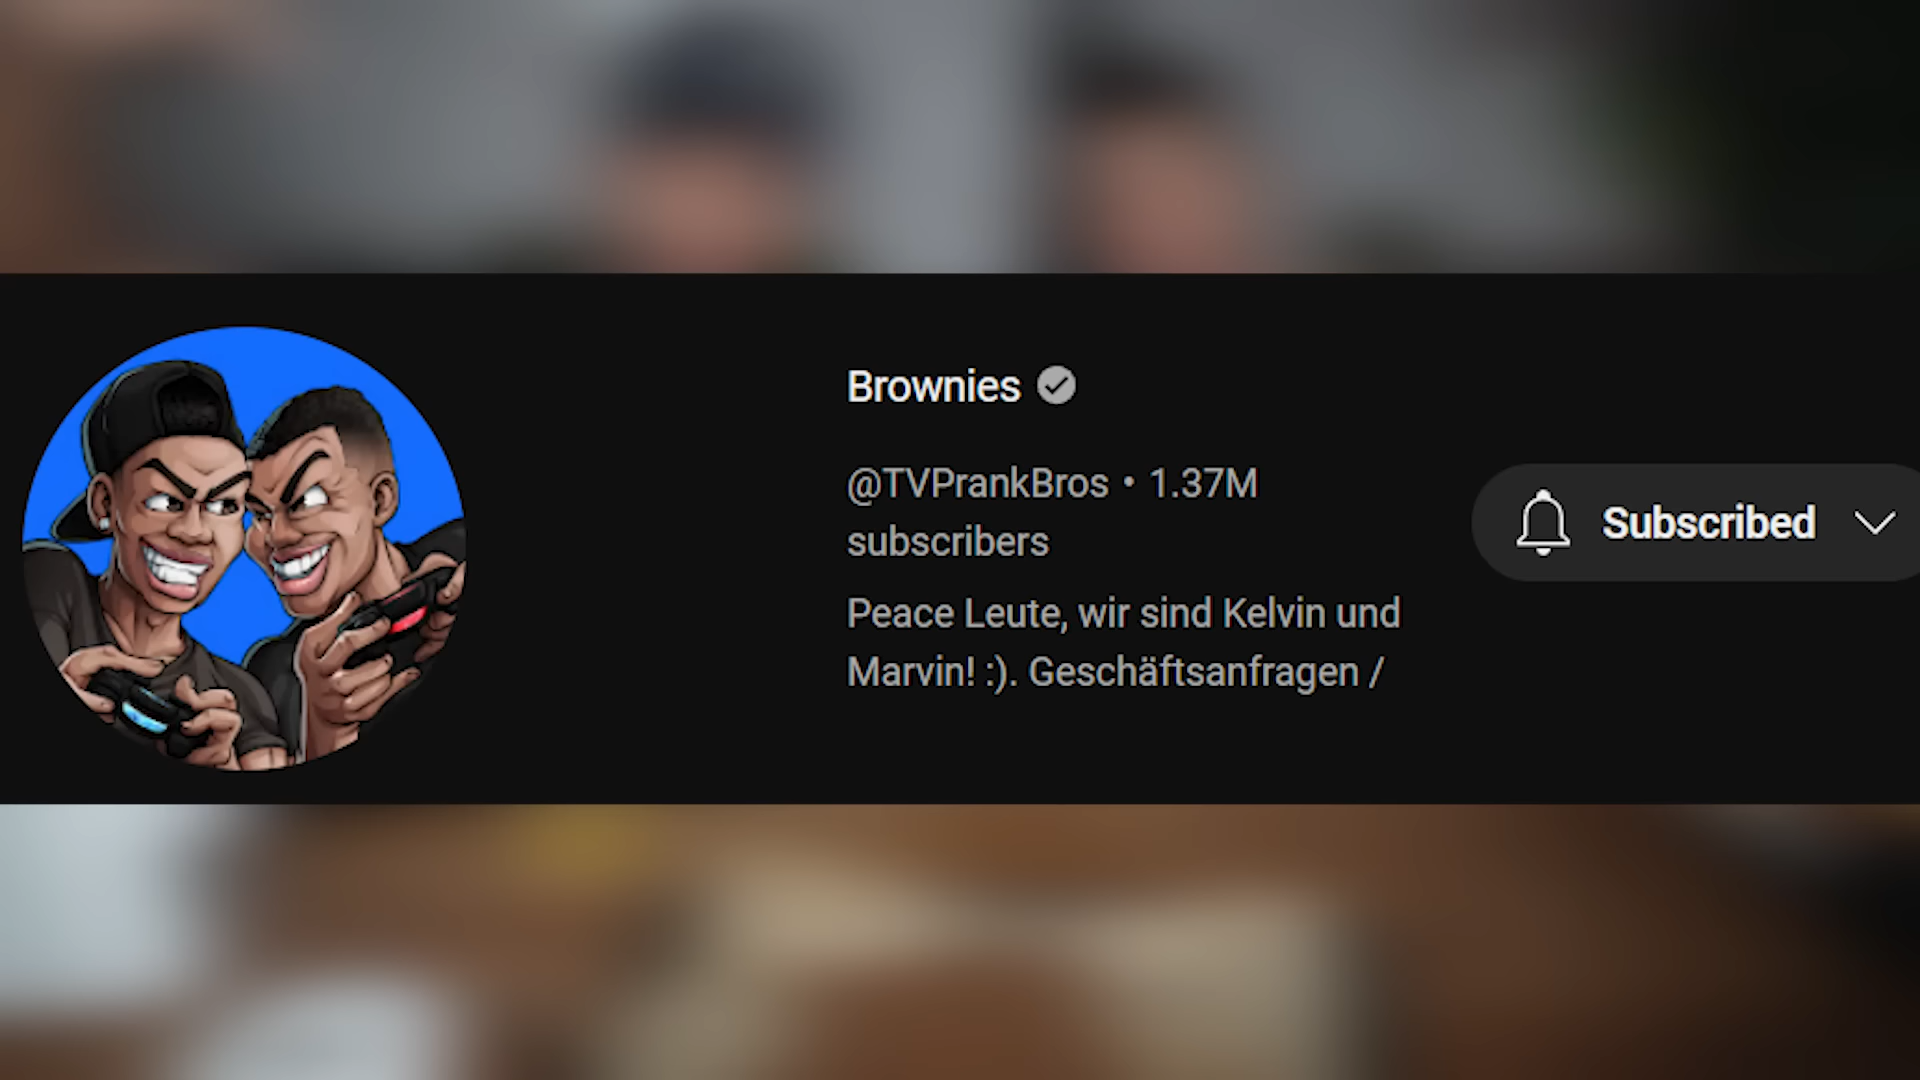 Brownies
@TVPrankBros • 1.37M
subscribers
Peace Leute, wir sind Kelvin und
Marvin! :). Geschäftsanfragen /
Subscribed